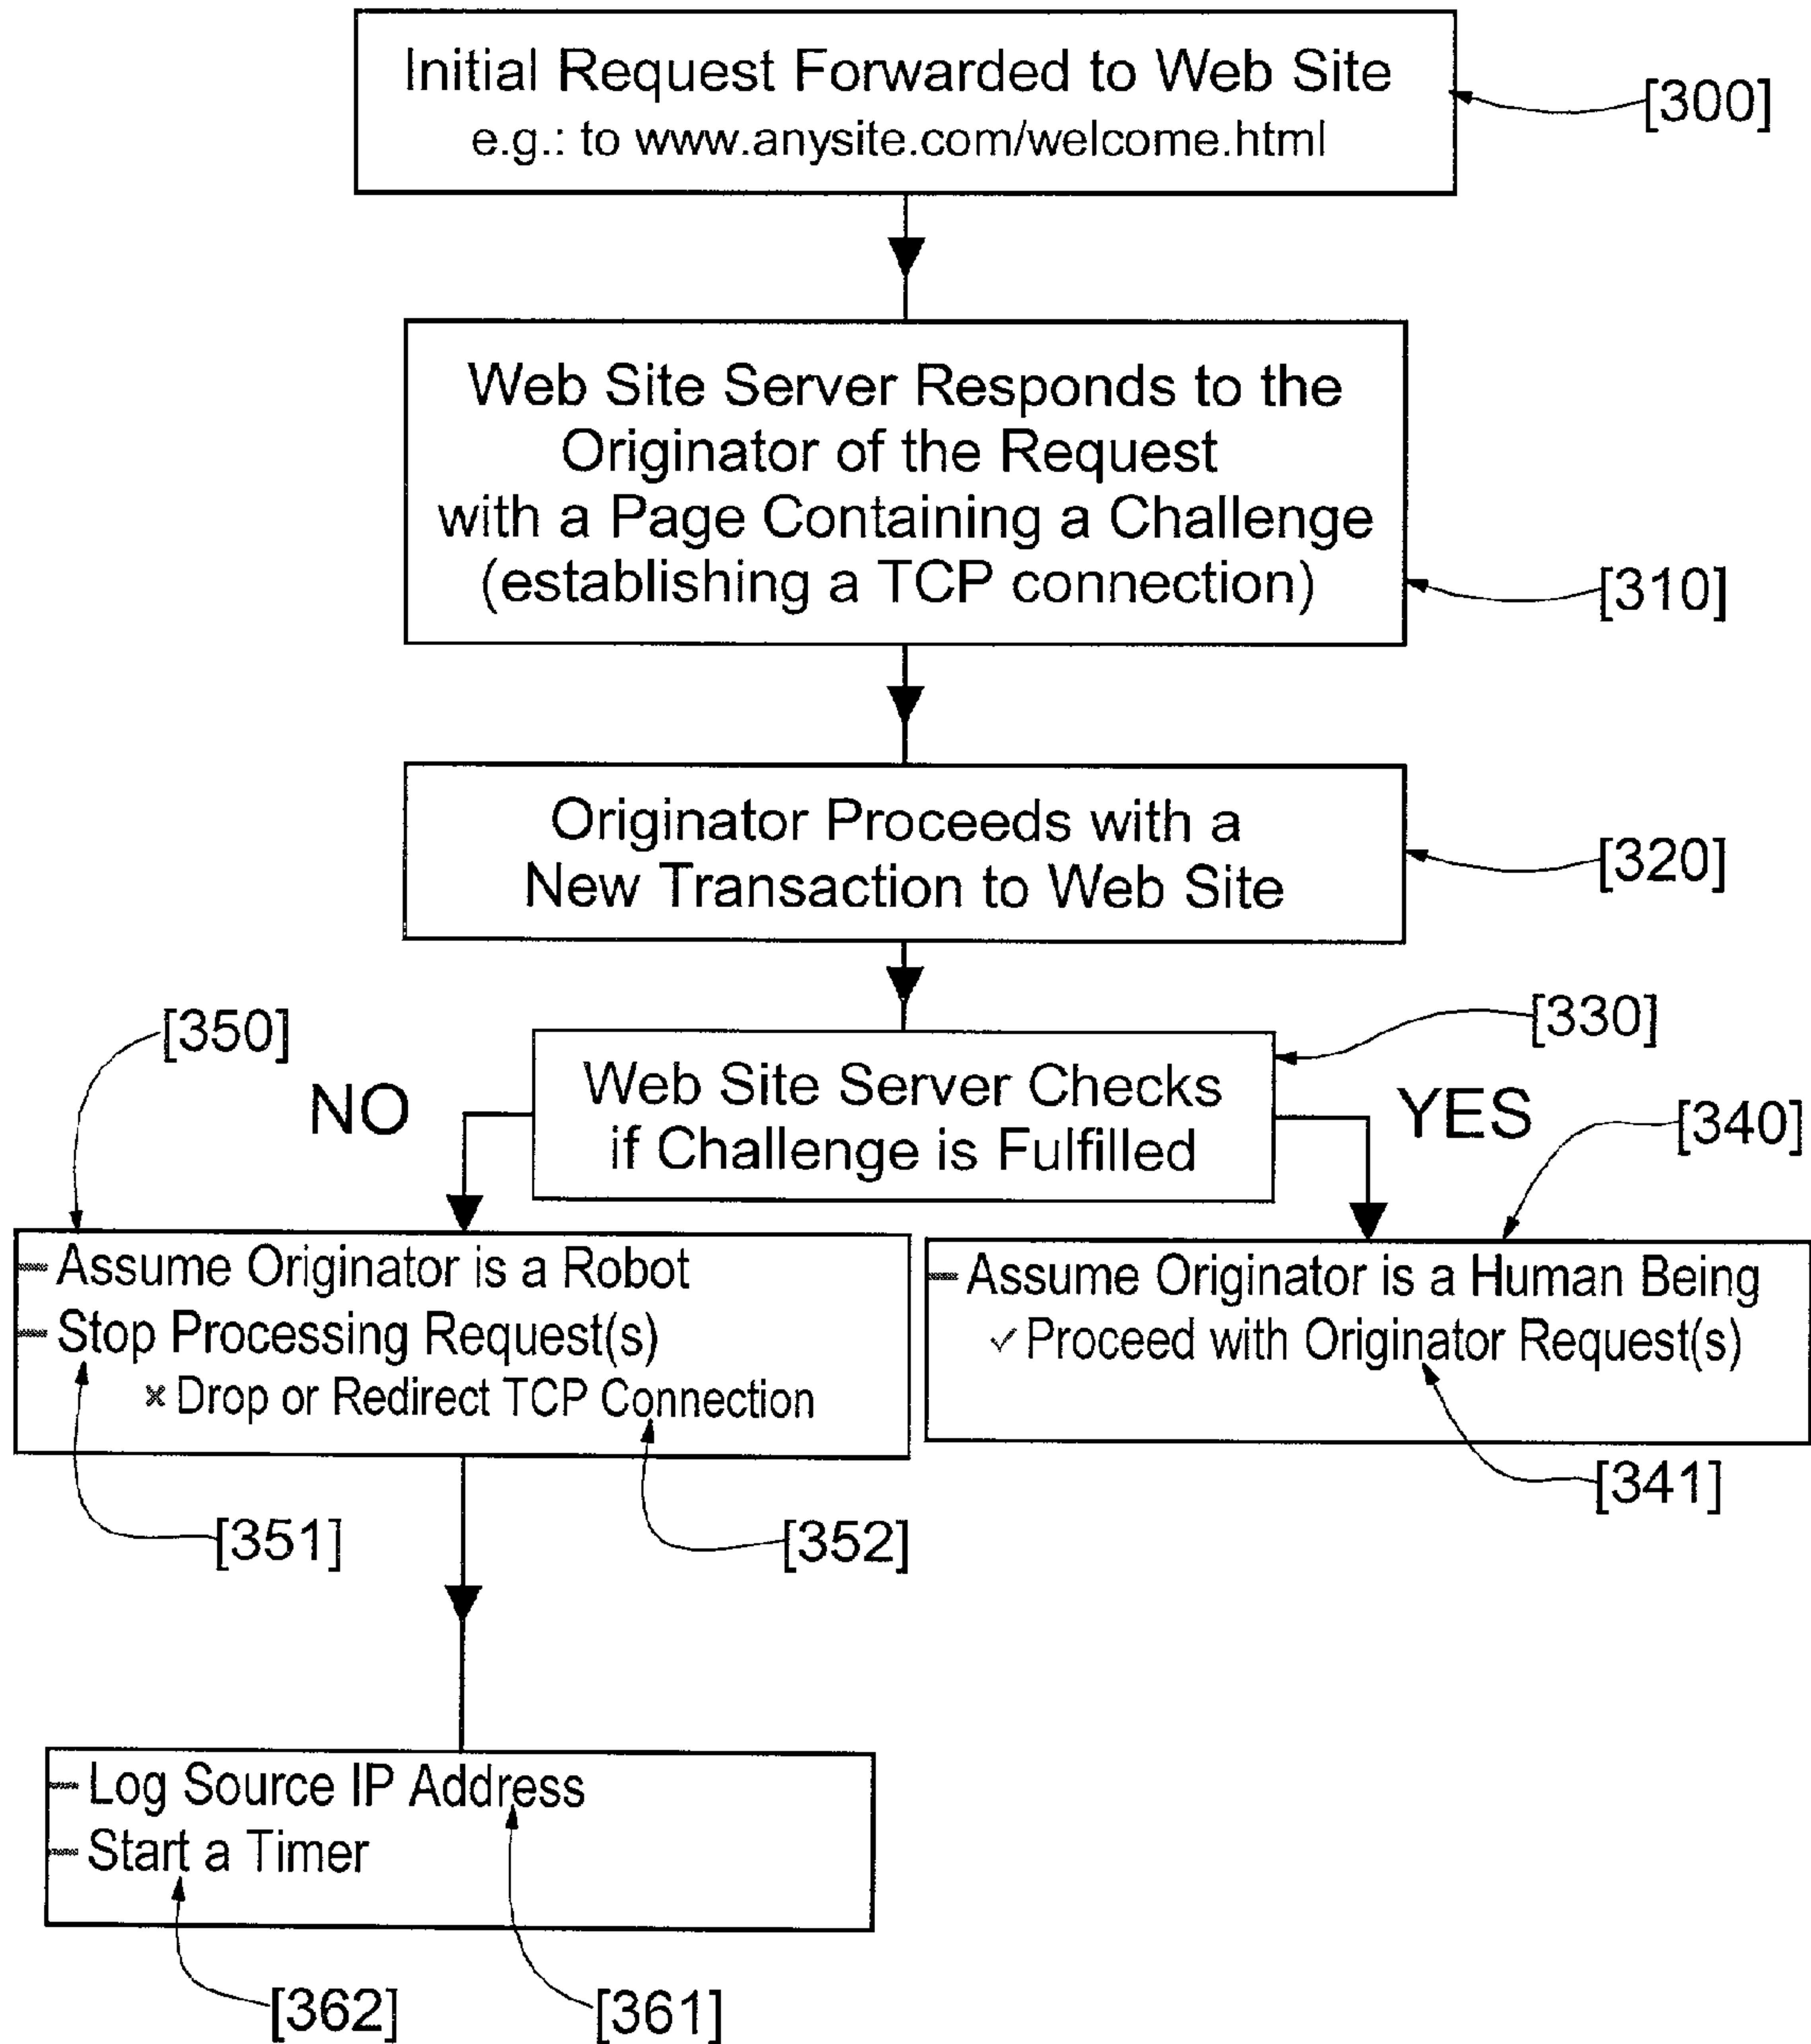 Initial Request Forwarded to Web Site
e.g.: to www.anysite.com/welcome.html
[300]
Web Site Server Responds to the
Originator of the Request
with a Page Containing a Challenge
(establishing a TCP connection)
[310]
Originator Proceeds with a
New Transaction to Web Site
[320]
[330]
[350]
Web Site Server Checks
if Challenge is Fulfilled
NO
YES
[340]
– Assume Originator is a Robot
– Stop Processing Request(s)
× Drop or Redirect TCP Connection
[351]
[352]
– Assume Originator is a Human Being
✓ Proceed with Originator Request(s)
[341]
– Log Source IP Address
– Start a Timer
[362]
[361]